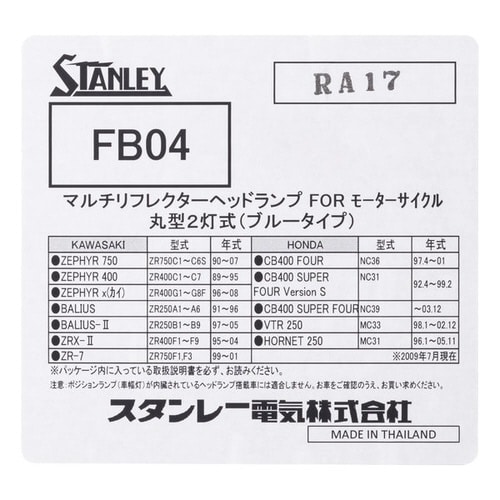 STANLEY
RA17
FB04
マルチリフレクターヘッドランプ FOR モーターサイクル
丸型2灯式(ブルータイプ)
KAWASAKI 型式 年式 HONDA 型式 年式
●ZEPHYR 750 ZR750C1～C6S 90～07 ●CB400 FOUR NC36 97.4～01
●ZEPHYR 400 ZR400C1～C7 89～95 ●CB400 SUPER FOUR Version S NC31 92.4～99.2
●ZEPHYR x(カイ) ZR400G1～G8F 96～08
●BALIUS ZR250A1～A6 91～96 ●CB400 SUPER FOUR NC39 ～03.12
●BALIUS-Ⅱ ZR250B1～B9 97～05 ●VTR 250 MC33 98.1～02.12
●ZRX-Ⅱ ZR400F1～F9 95～04 ●HORNET 250 MC31 96.1～05.11
●ZR-7 ZR750F1,F3 99～01 ※2009年7月現在
※パッケージ内に入っている取扱説明書を必ず、お読みください。
注意:ポジションランプ(車幅灯)が内蔵されているヘッドランプ搭載車には適合しません。お車をご確認のうえ、お買い求めください。
スタンレー電気株式会社
MADE IN THAILAND